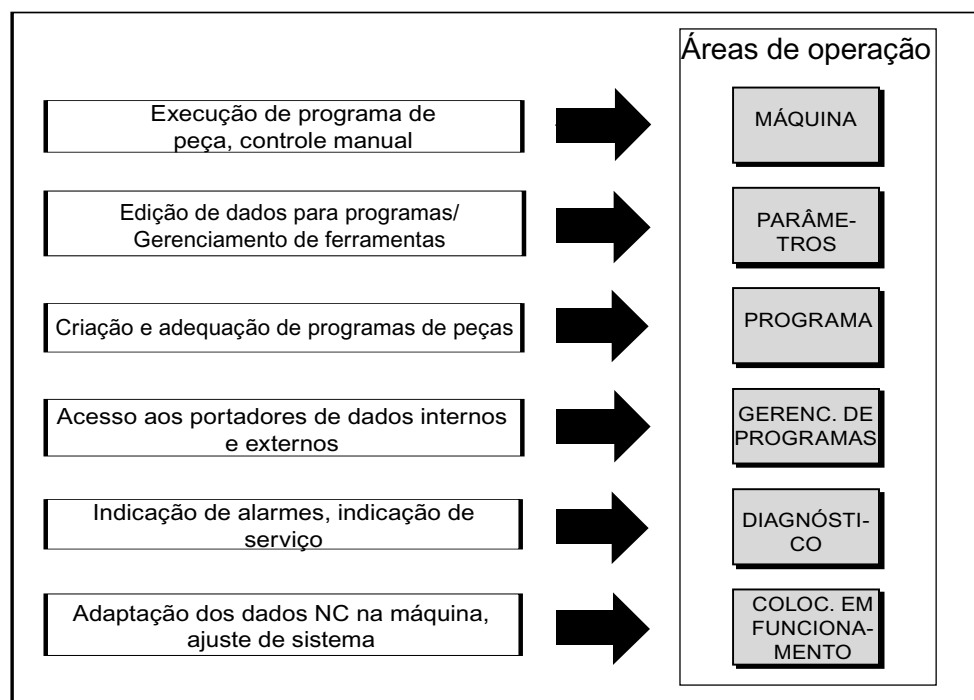 Áreas de operação
Execução de programa de
peça, controle manual
MÁQUINA
Edição de dados para programas/
Gerenciamento de ferramentas
PARÂME-
TROS
Criação e adequação de programas de peças
PROGRAMA
Acesso aos portadores de dados internos
e externos
GERENC. DE
PROGRAMAS
Indicação de alarmes, indicação de
serviço
DIAGNÓSTI-
CO
Adaptação dos dados NC na máquina,
ajuste de sistema
COLOC. EM
FUNCIONA-
MENTO